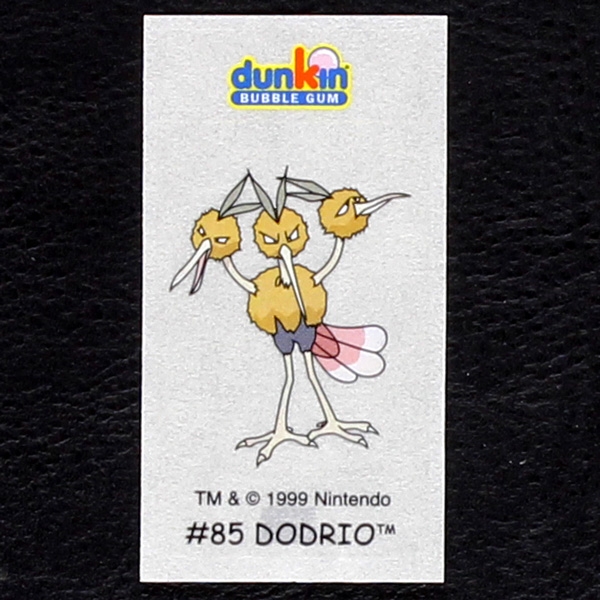 dunkin
BUBBLE GUM
TM & © 1999 Nintendo
#85 DODRIO™